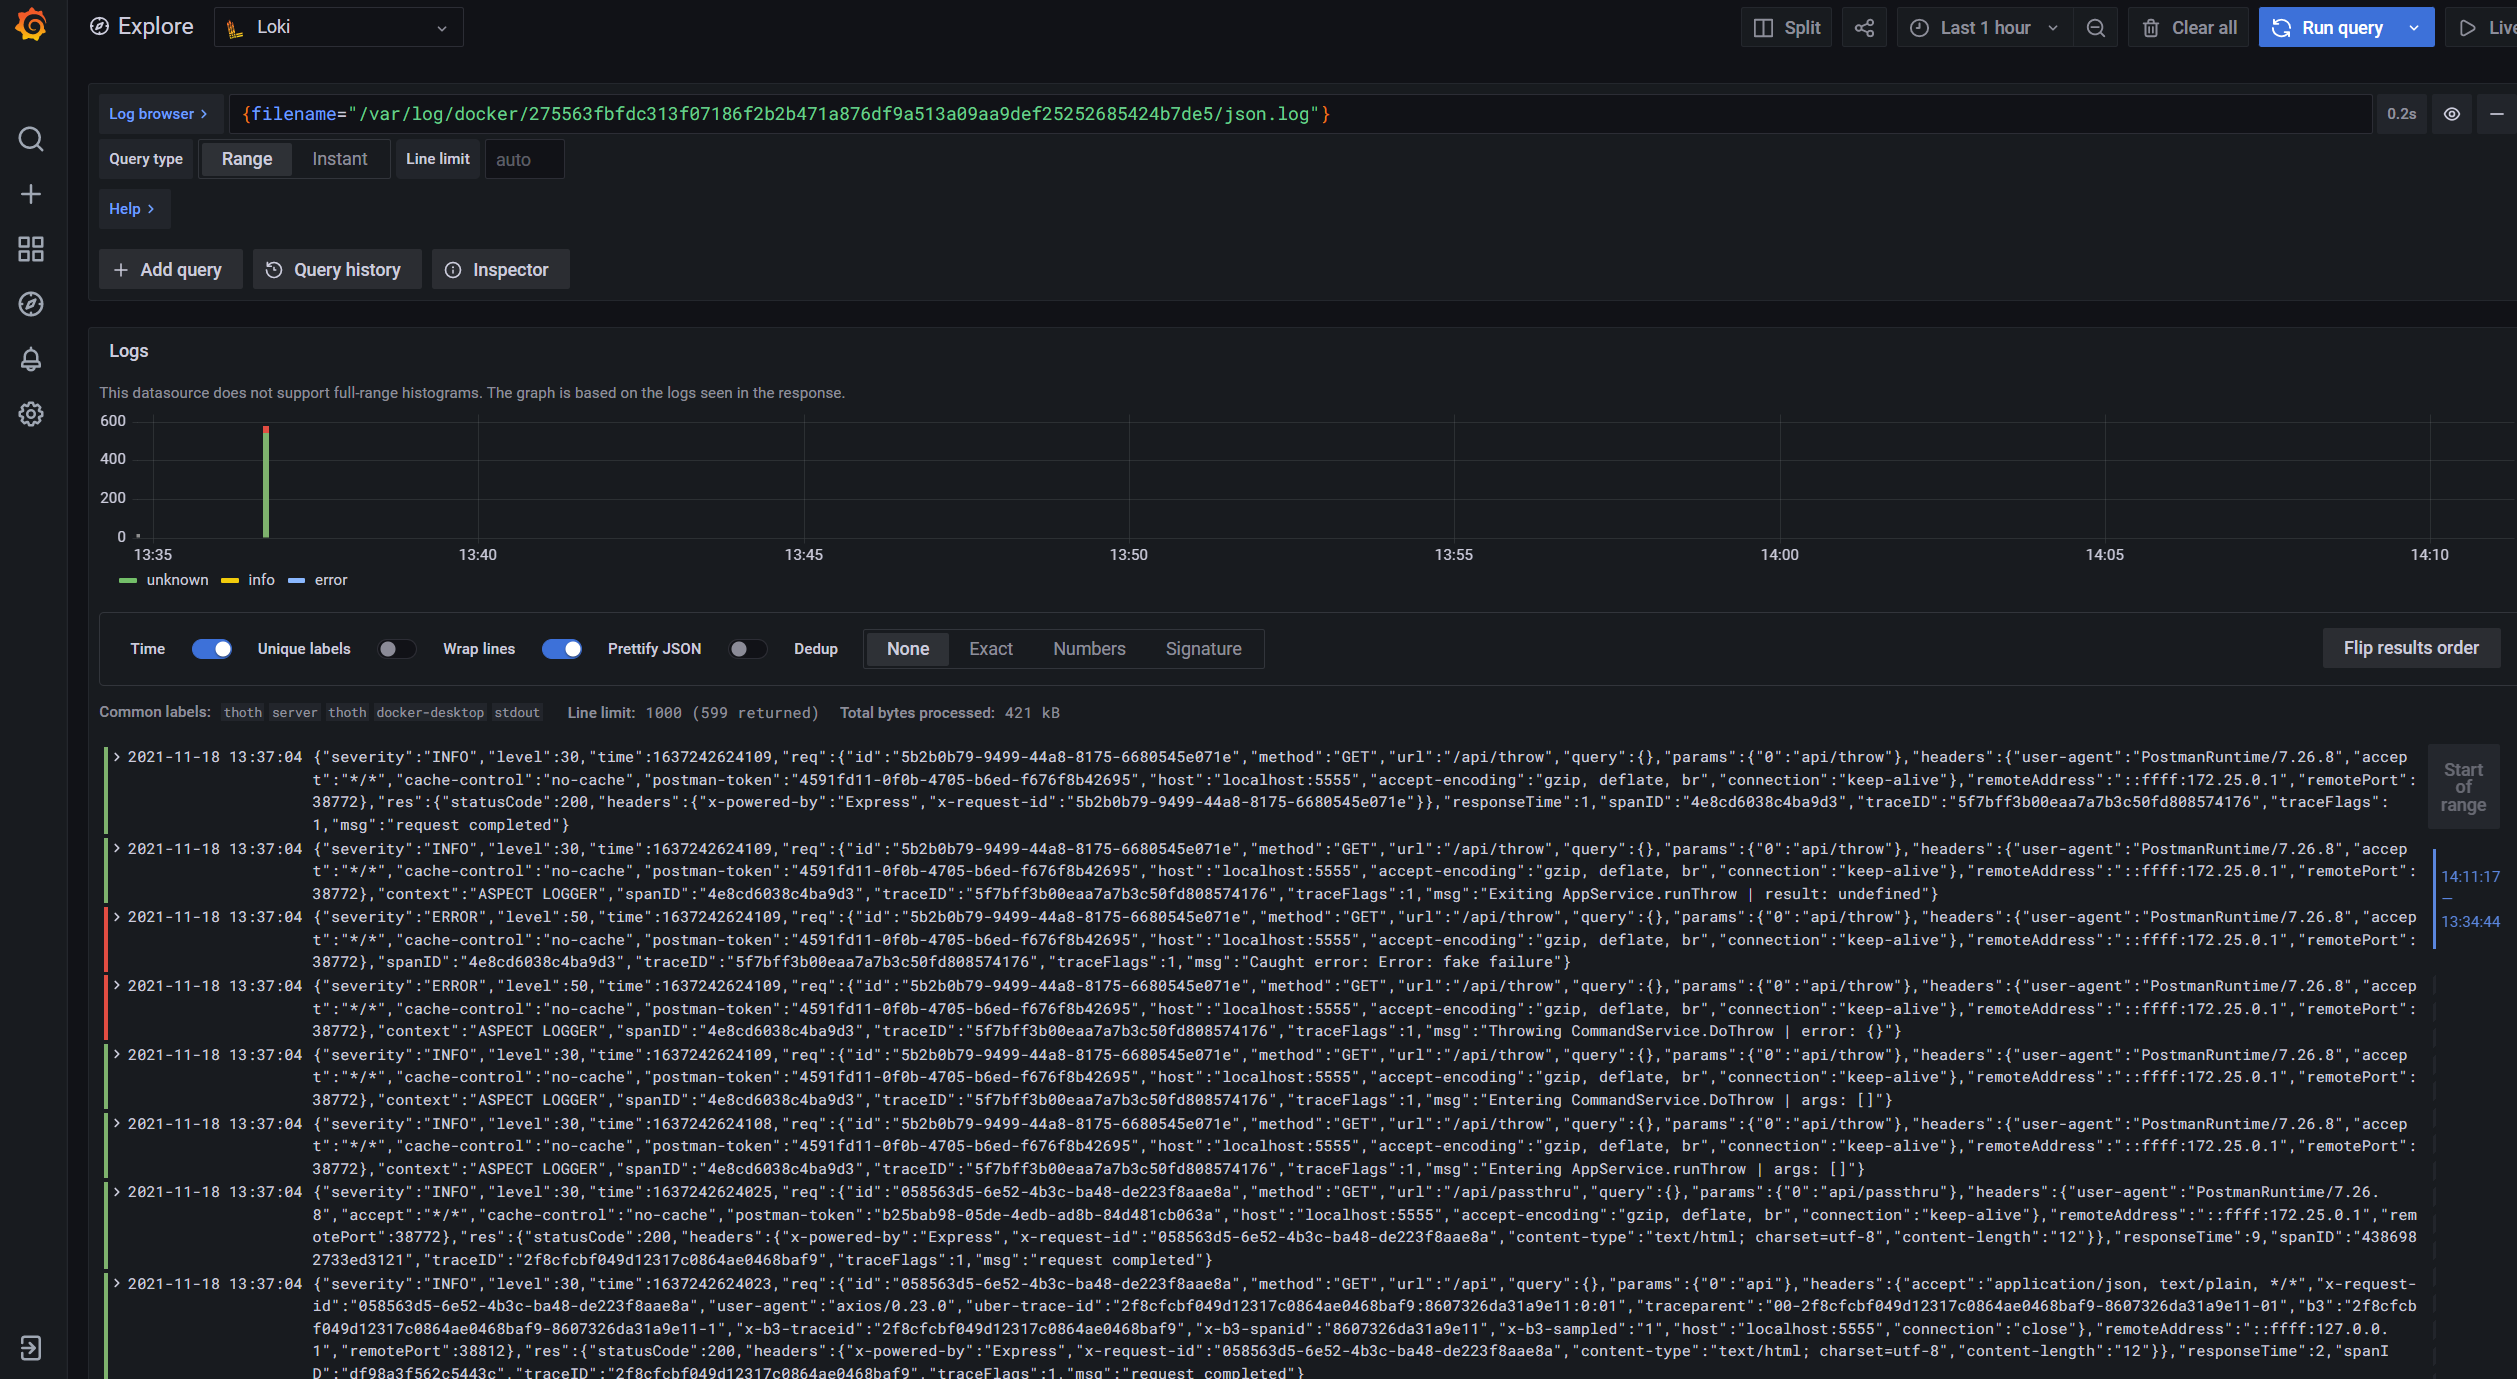 Explore
Loki
Split
Last 1 hour
Clear all
Run query
Live
Log browser >
{filename="/var/log/docker/275563fbfdc313f07186f2b2b471a876df9a513a09aa9def25252685424b7de5/json.log"}
0.2s
Query type
Range
Instant
Line limit
auto
Help >
+ Add query
Query history
Inspector
Logs
This datasource does not support full-range histograms. The graph is based on the logs seen in the response.
600
400
200
0
13:35 13:40 13:45 13:50 13:55 14:00 14:05 14:10
unknown info error
Time Unique labels Wrap lines Prettify JSON Dedup None Exact Numbers Signature
Flip results order
Common labels: thoth server thoth docker-desktop stdout Line limit: 1000 (599 returned) Total bytes processed: 421 kB
> 2021-11-18 13:37:04 {"severity":"INFO","level":30,"time":1637242624109,"req":{"id":"5b2b0b79-9499-44a8-8175-6680545e071e","method":"GET","url":"/api/throw","query":{},"params":{"0":"api/throw"},"headers":{"user-agent":"PostmanRuntime/7.26.8","accep
t":"*/*","cache-control":"no-cache","postman-token":"4591fd11-0f0b-4705-b6ed-f676f8b42695","host":"localhost:5555","accept-encoding":"gzip, deflate, br","connection":"keep-alive"},"remoteAddress":"::ffff:172.25.0.1","remotePort":
38772},"res":{"statusCode":200,"headers":{"x-powered-by":"Express","x-request-id":"5b2b0b79-9499-44a8-8175-6680545e071e"}},"responseTime":1,"spanID":"4e8cd6038c4ba9d3","traceID":"5f7bff3b00eaa7a7b3c50fd808574176","traceFlags":
1,"msg":"request completed"}
> 2021-11-18 13:37:04 {"severity":"INFO","level":30,"time":1637242624109,"req":{"id":"5b2b0b79-9499-44a8-8175-6680545e071e","method":"GET","url":"/api/throw","query":{},"params":{"0":"api/throw"},"headers":{"user-agent":"PostmanRuntime/7.26.8","accep
t":"*/*","cache-control":"no-cache","postman-token":"4591fd11-0f0b-4705-b6ed-f676f8b42695","host":"localhost:5555","accept-encoding":"gzip, deflate, br","connection":"keep-alive"},"remoteAddress":"::ffff:172.25.0.1","remotePort":
38772},"context":"ASPECT LOGGER","spanID":"4e8cd6038c4ba9d3","traceID":"5f7bff3b00eaa7a7b3c50fd808574176","traceFlags":1,"msg":"Exiting AppService.runThrow | result: undefined"}
> 2021-11-18 13:37:04 {"severity":"ERROR","level":50,"time":1637242624109,"req":{"id":"5b2b0b79-9499-44a8-8175-6680545e071e","method":"GET","url":"/api/throw","query":{},"params":{"0":"api/throw"},"headers":{"user-agent":"PostmanRuntime/7.26.8","accep
t":"*/*","cache-control":"no-cache","postman-token":"4591fd11-0f0b-4705-b6ed-f676f8b42695","host":"localhost:5555","accept-encoding":"gzip, deflate, br","connection":"keep-alive"},"remoteAddress":"::ffff:172.25.0.1","remotePort":
38772},"spanID":"4e8cd6038c4ba9d3","traceID":"5f7bff3b00eaa7a7b3c50fd808574176","traceFlags":1,"msg":"Caught error: Error: fake failure"}
> 2021-11-18 13:37:04 {"severity":"ERROR","level":50,"time":1637242624109,"req":{"id":"5b2b0b79-9499-44a8-8175-6680545e071e","method":"GET","url":"/api/throw","query":{},"params":{"0":"api/throw"},"headers":{"user-agent":"PostmanRuntime/7.26.8","accep
t":"*/*","cache-control":"no-cache","postman-token":"4591fd11-0f0b-4705-b6ed-f676f8b42695","host":"localhost:5555","accept-encoding":"gzip, deflate, br","connection":"keep-alive"},"remoteAddress":"::ffff:172.25.0.1","remotePort":
38772},"context":"ASPECT LOGGER","spanID":"4e8cd6038c4ba9d3","traceID":"5f7bff3b00eaa7a7b3c50fd808574176","traceFlags":1,"msg":"Throwing CommandService.DoThrow | error: {}"}
> 2021-11-18 13:37:04 {"severity":"INFO","level":30,"time":1637242624109,"req":{"id":"5b2b0b79-9499-44a8-8175-6680545e071e","method":"GET","url":"/api/throw","query":{},"params":{"0":"api/throw"},"headers":{"user-agent":"PostmanRuntime/7.26.8","accep
t":"*/*","cache-control":"no-cache","postman-token":"4591fd11-0f0b-4705-b6ed-f676f8b42695","host":"localhost:5555","accept-encoding":"gzip, deflate, br","connection":"keep-alive"},"remoteAddress":"::ffff:172.25.0.1","remotePort":
38772},"context":"ASPECT LOGGER","spanID":"4e8cd6038c4ba9d3","traceID":"5f7bff3b00eaa7a7b3c50fd808574176","traceFlags":1,"msg":"Entering CommandService.DoThrow | args: []"}
> 2021-11-18 13:37:04 {"severity":"INFO","level":30,"time":1637242624108,"req":{"id":"5b2b0b79-9499-44a8-8175-6680545e071e","method":"GET","url":"/api/throw","query":{},"params":{"0":"api/throw"},"headers":{"user-agent":"PostmanRuntime/7.26.8","accep
t":"*/*","cache-control":"no-cache","postman-token":"4591fd11-0f0b-4705-b6ed-f676f8b42695","host":"localhost:5555","accept-encoding":"gzip, deflate, br","connection":"keep-alive"},"remoteAddress":"::ffff:172.25.0.1","remotePort":
38772},"context":"ASPECT LOGGER","spanID":"4e8cd6038c4ba9d3","traceID":"5f7bff3b00eaa7a7b3c50fd808574176","traceFlags":1,"msg":"Entering AppService.runThrow | args: []"}
> 2021-11-18 13:37:04 {"severity":"INFO","level":30,"time":1637242624025,"req":{"id":"058563d5-6e52-4b3c-ba48-de223f8aae8a","method":"GET","url":"/api/passthru","query":{},"params":{"0":"api/passthru"},"headers":{"user-agent":"PostmanRuntime/7.26.
8","accept":"*/*","cache-control":"no-cache","postman-token":"b25bab98-05de-4edb-ad8b-84d481cb063a","host":"localhost:5555","accept-encoding":"gzip, deflate, br","connection":"keep-alive"},"remoteAddress":"::ffff:172.25.0.1","rem
otePort":38772},"res":{"statusCode":200,"headers":{"x-powered-by":"Express","x-request-id":"058563d5-6e52-4b3c-ba48-de223f8aae8a","content-type":"text/html; charset=utf-8","content-length":"12"}},"responseTime":9,"spanID":"438698
2733ed3121","traceID":"2f8cfcbf049d12317c0864ae0468baf9","traceFlags":1,"msg":"request completed"}
> 2021-11-18 13:37:04 {"severity":"INFO","level":30,"time":1637242624023,"req":{"id":"058563d5-6e52-4b3c-ba48-de223f8aae8a","method":"GET","url":"/api","query":{},"params":{"0":"api"},"headers":{"accept":"application/json, text/plain, */*","x-request-
id":"058563d5-6e52-4b3c-ba48-de223f8aae8a","user-agent":"axios/0.23.0","uber-trace-id":"2f8cfcbf049d12317c0864ae0468baf9:8607326da31a9e11:0:01","traceparent":"00-2f8cfcbf049d12317c0864ae0468baf9-8607326da31a9e11-01","b3":"2f8cfcb
f049d12317c0864ae0468baf9-8607326da31a9e11-1","x-b3-traceid":"2f8cfcbf049d12317c0864ae0468baf9","x-b3-spanid":"8607326da31a9e11","x-b3-sampled":"1","host":"localhost:5555","connection":"close"},"remoteAddress":"::ffff:127.0.0.
1","remotePort":38812},"res":{"statusCode":200,"headers":{"x-powered-by":"Express","x-request-id":"058563d5-6e52-4b3c-ba48-de223f8aae8a","content-type":"text/html; charset=utf-8","content-length":"12"}},"responseTime":2,"spanI
D":"df98a3f562c5443c","traceID":"2f8cfcbf049d12317c0864ae0468baf9","traceFlags":1,"msg":"request completed"}
Start
of
range
14:11:17
—
13:34:44